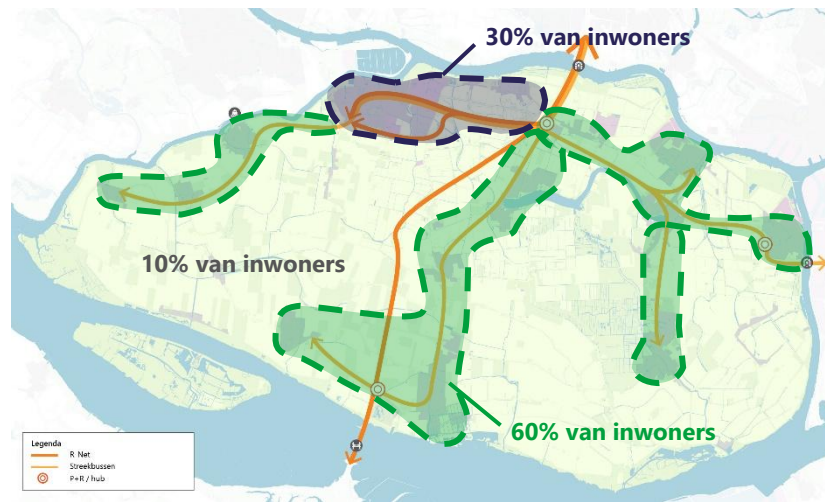 30% van inwoners
10% van inwoners
60% van inwoners
Legenda
R Net
Streekbussen
P+R / hub